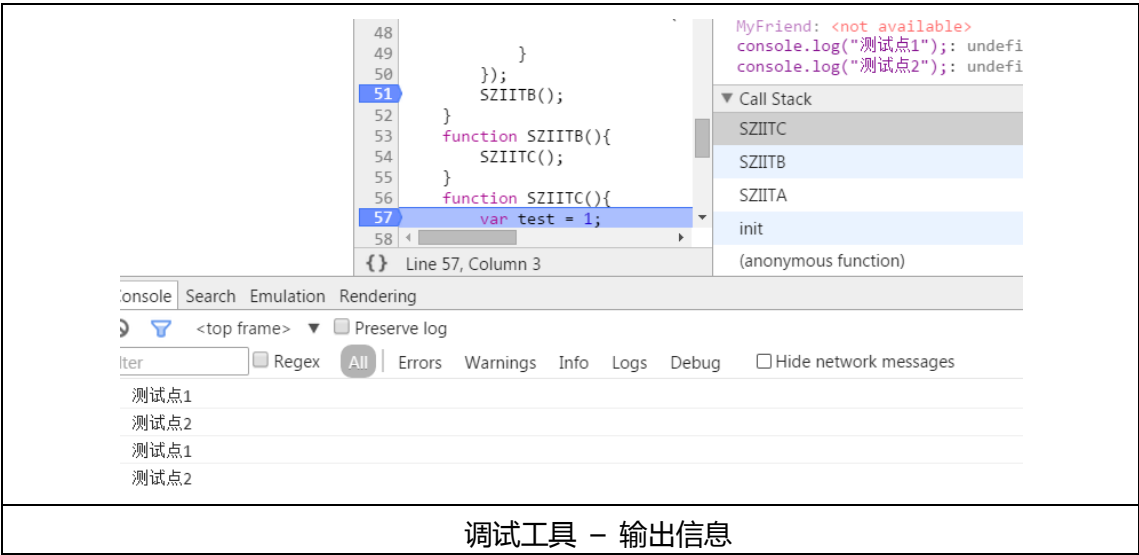 48
49 }
50 });
51 SZIITB();
52 }
53 function SZIITB(){
54 SZIITC();
55 }
56 function SZIITC(){
57 var test = 1;
58
{} Line 57, Column 3
MyFriend: <not available>
console.log("测试点1");: undefi
console.log("测试点2");: undefi
▼ Call Stack
SZIITC
SZIITB
SZIITA
init
(anonymous function)
onsole Search Emulation Rendering
<top frame> ▼ Preserve log
lter Regex All Errors Warnings Info Logs Debug Hide network messages
测试点1
测试点2
测试点1
测试点2
调试工具 – 输出信息